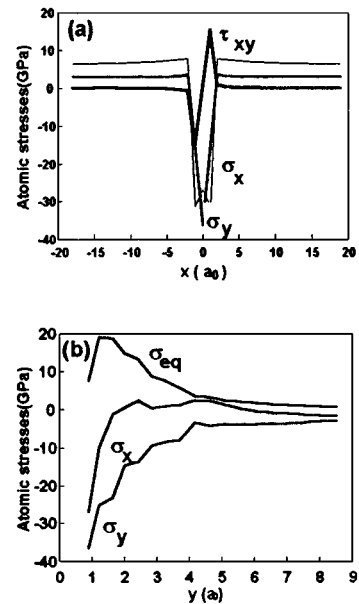 (a)
τxy
σx
σy
Atomic stresses(GPa)
20
10
0
-10
-20
-30
-40
-20 -15 -10 -5 0 5 10 15 20
x ( a0)
(b)
σeq
σx
σy
Atomic stresses(GPa)
20
10
0
-10
-20
-30
-40
0 1 2 3 4 5 6 7 8 9
y (a0)